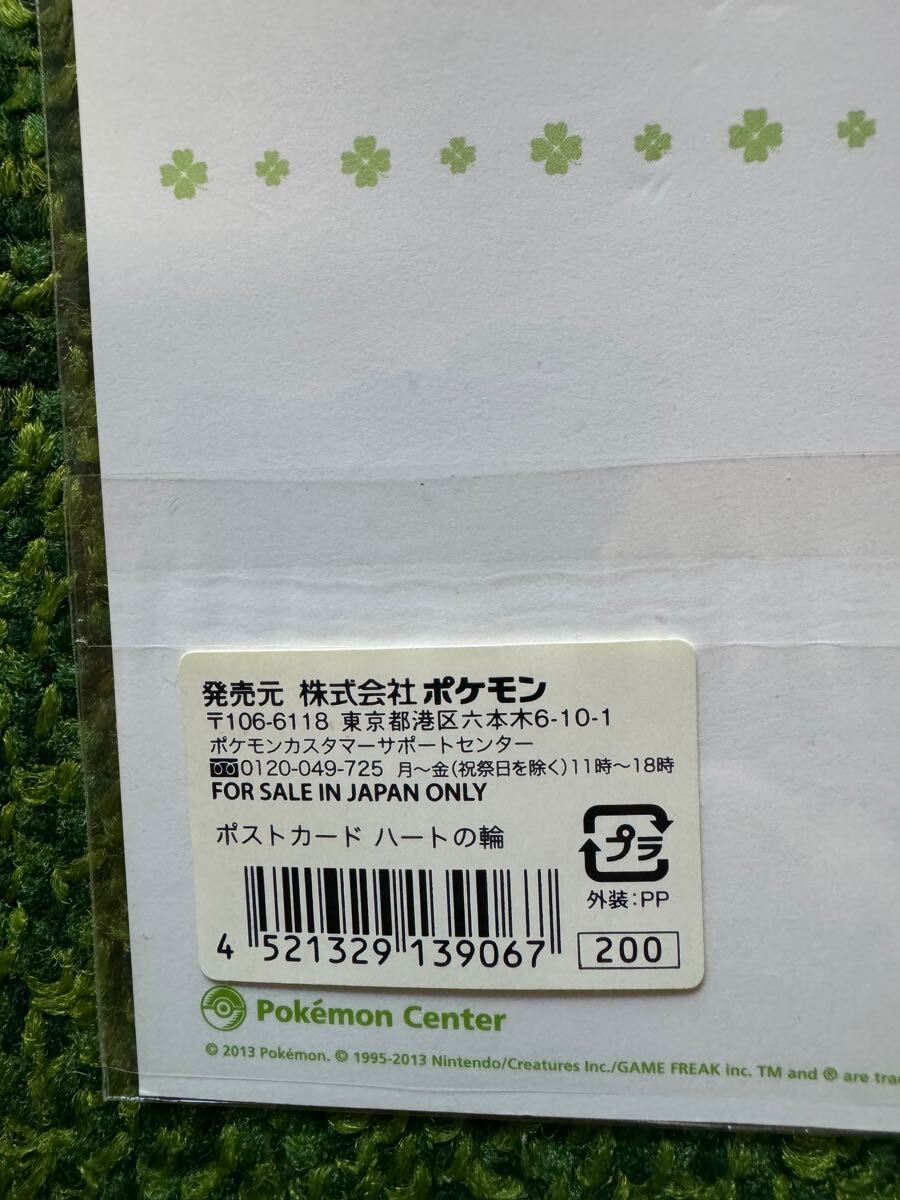 発売元 株式会社ポケモン
〒106-6118 東京都港区六本木6-10-1
ポケモンカスタマーサポートセンター
0120-049-725 月～金(祝祭日を除く)11時～18時
FOR SALE IN JAPAN ONLY
ポストカード ハートの輪
プラ
外装:PP
4 521329 139067
200
Pokémon Center
© 2013 Pokémon. © 1995-2013 Nintendo/Creatures Inc./GAME FREAK inc. TM and ® are